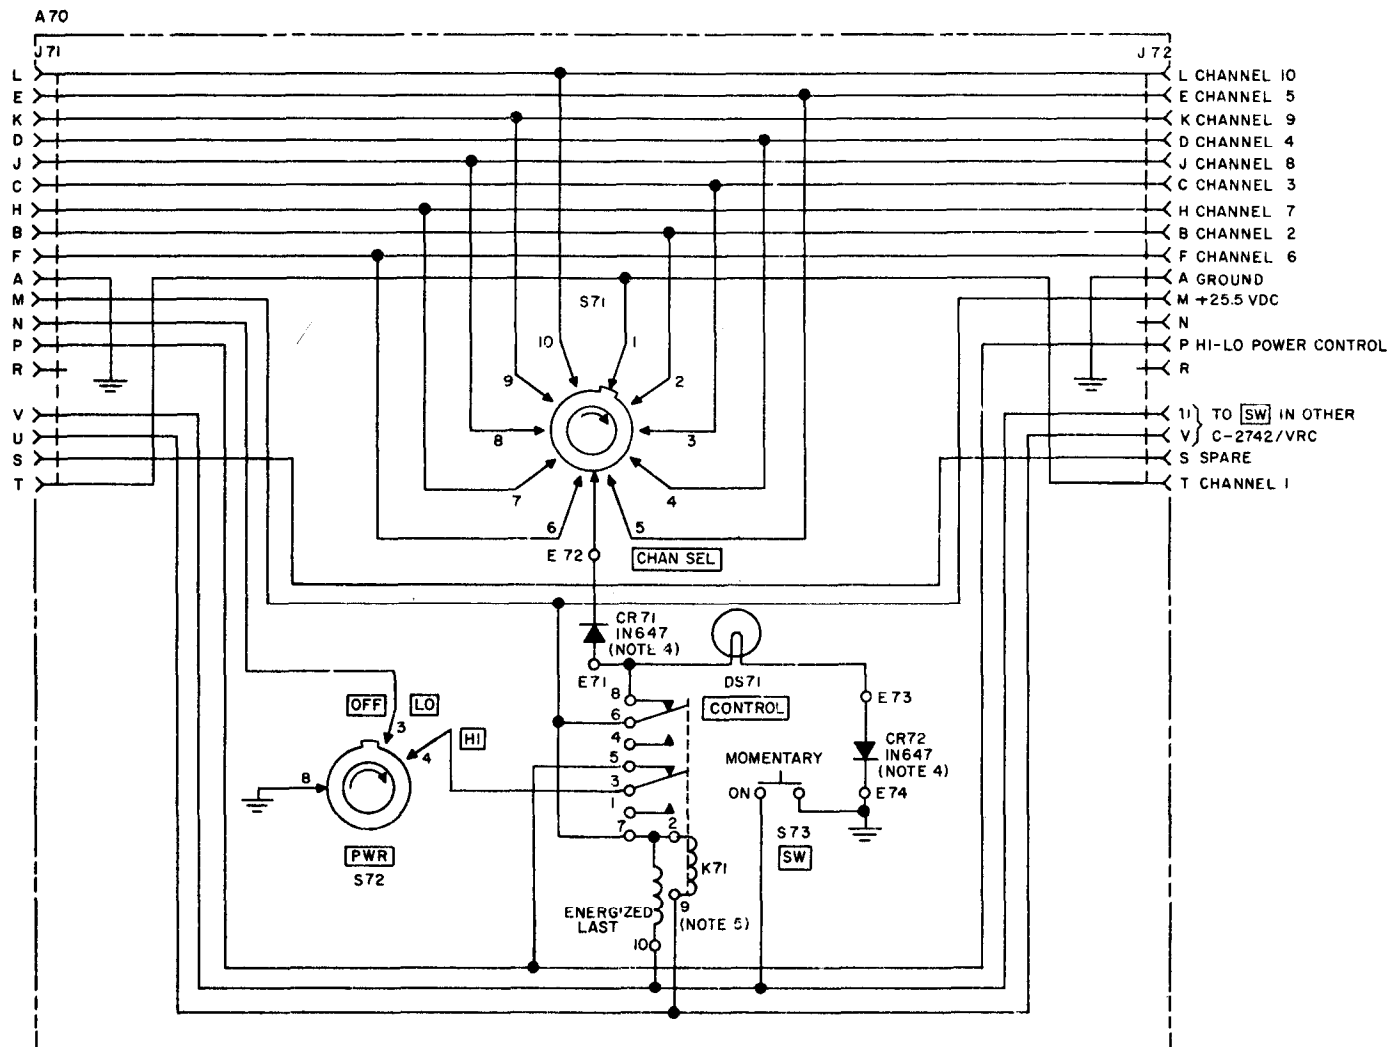 A70
J71
J72
L
L CHANNEL 10
E
E CHANNEL 5
K
K CHANNEL 9
D
D CHANNEL 4
J
J CHANNEL 8
C
C CHANNEL 3
H
H CHANNEL 7
B
B CHANNEL 2
F
F CHANNEL 6
A
A GROUND
M
M +25.5 VDC
N
N
P
P HI-LO POWER CONTROL
R
R
V
TO SW IN OTHER
U
V C-2742/VRC
S
S SPARE
T
T CHANNEL 1
S71
10
1
9
2
8
3
7
4
6
5
E 72
CHAN SEL
CR71
IN647
(NOTE 4)
E71
DS71
CONTROL
E73
CR72
IN647
(NOTE 4)
E74
OFF
LO
HI
3
4
8
PWR
S72
8
6
4
5
3
1
7
2
K71
9
(NOTE 5)
ENERGIZED
LAST
10
MOMENTARY
ON
S73
SW